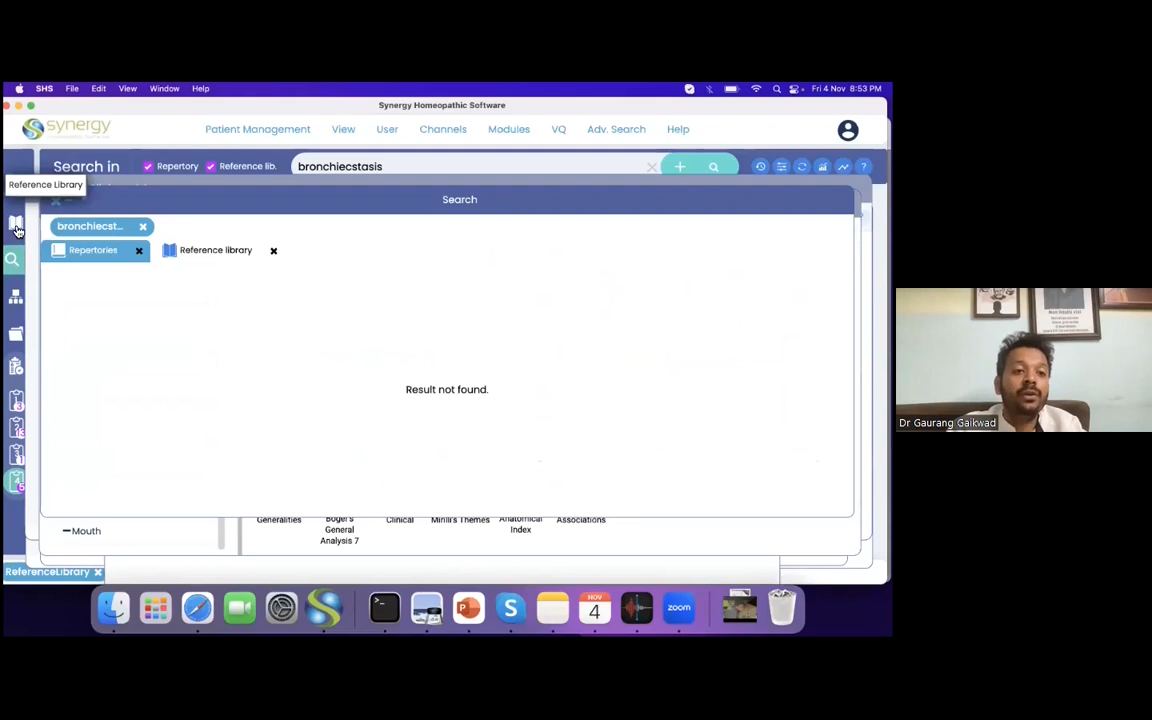 SHS File Edit View Window Help
Fri 4 Nov 8:53 PM
Synergy Homeopathic Software
synergy
Patient Management View User Channels Modules VQ Adv. Search Help
Search in Repertory Reference lib. bronchiecstasis
Reference Library
Search
bronchiecst...
Repertories Reference library
Result not found.
Dr Gaurang Gaikwad
Mouth
Generalities Boger's General Analysis 7 Clinical Mirilli's Themes Anatomical Index Associations
ReferenceLibrary
NOV
4
zoom